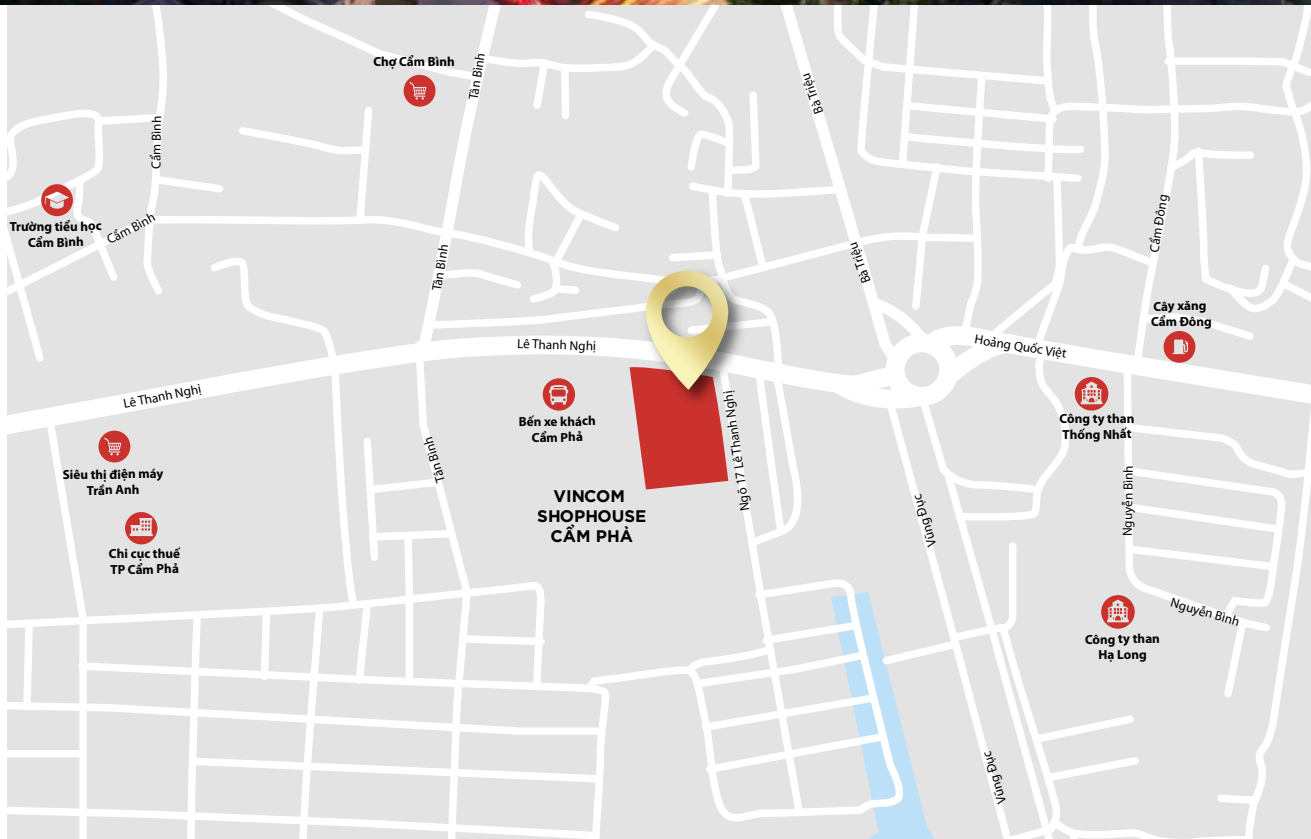 Chợ Cẩm Bình
Tân Bình
Bà Triệu
Cẩm Bình
Trường tiểu học
Cẩm Bình
Cẩm Bình
Cẩm Đông
Tân Bình
Bà Triệu
Cây xăng
Cẩm Đông
Lê Thanh Nghị
Hoàng Quốc Việt
Lê Thanh Nghị
Bến xe khách
Cẩm Phả
Ngõ 17 Lê Thanh Nghị
Công ty than
Thống Nhất
Siêu thị điện máy
Trần Anh
Tân Bình
VINCOM
SHOPHOUSE
CẨM PHẢ
Vũng Đục
Nguyễn Bình
Chi cục thuế
TP Cẩm Phả
Nguyễn Bình
Công ty than
Hạ Long
Vũng Đục